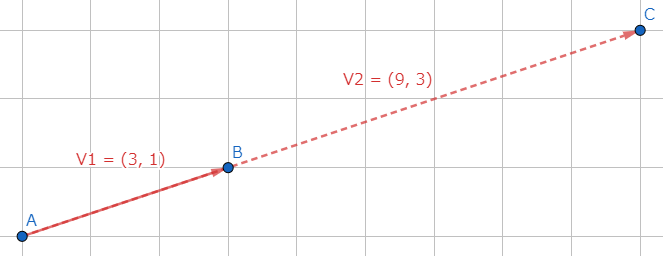 C
V2 = (9, 3)
B
V1 = (3, 1)
A